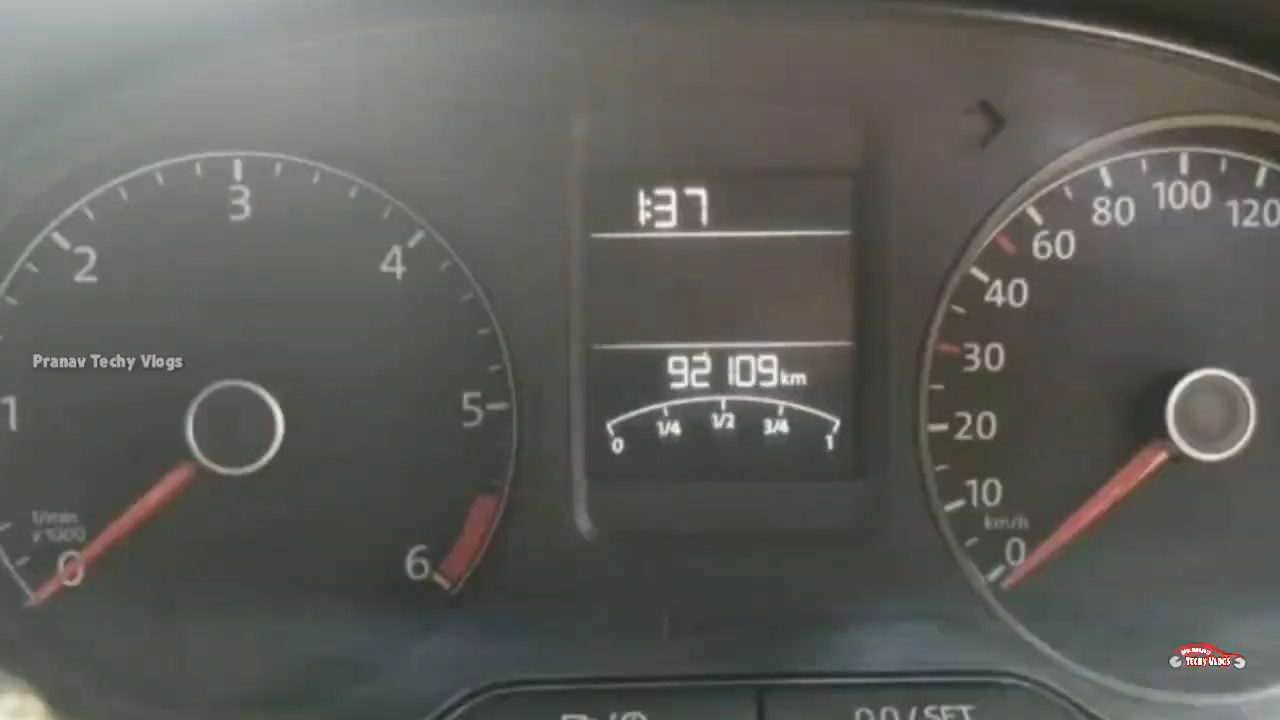 1:37
92 109 km
0 1/4 1/2 3/4 1
0 1 2 3 4 5 6
1/min
x 1000
0 10 20 30 40 60 80 100 120
km/h
Pranav Techy Vlogs
TECHY VLOGS
0.0 / SET